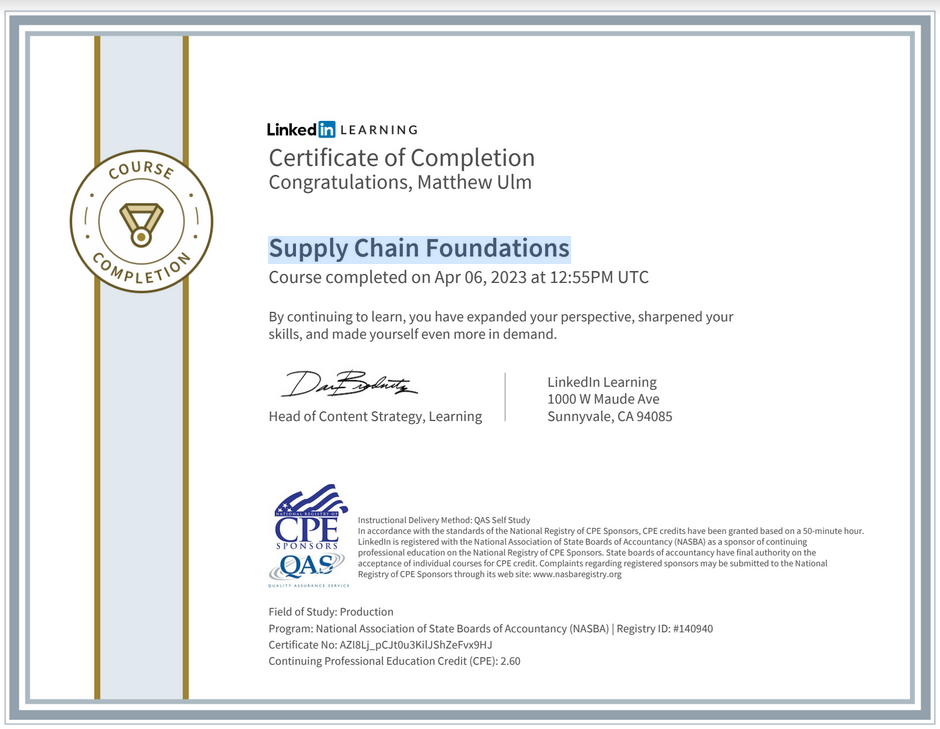 COURSE
COMPLETION
Linked in LEARNING
Certificate of Completion
Congratulations, Matthew Ulm
Supply Chain Foundations
Course completed on Apr 06, 2023 at 12:55PM UTC
By continuing to learn, you have expanded your perspective, sharpened your
skills, and made yourself even more in demand.
Head of Content Strategy, Learning
LinkedIn Learning
1000 W Maude Ave
Sunnyvale, CA 94085
NATIONAL REGISTRY OF
CPE
SPONSORS
QAS
QUALITY ASSURANCE SERVICE
Instructional Delivery Method: QAS Self Study
In accordance with the standards of the National Registry of CPE Sponsors, CPE credits have been granted based on a 50-minute hour.
LinkedIn is registered with the National Association of State Boards of Accountancy (NASBA) as a sponsor of continuing
professional education on the National Registry of CPE Sponsors. State boards of accountancy have final authority on the
acceptance of individual courses for CPE credit. Complaints regarding registered sponsors may be submitted to the National
Registry of CPE Sponsors through its web site: www.nasbaregistry.org
Field of Study: Production
Program: National Association of State Boards of Accountancy (NASBA) | Registry ID: #140940
Certificate No: AZI8Lj_pCJt0u3KilJShZeFvx9HJ
Continuing Professional Education Credit (CPE): 2.60